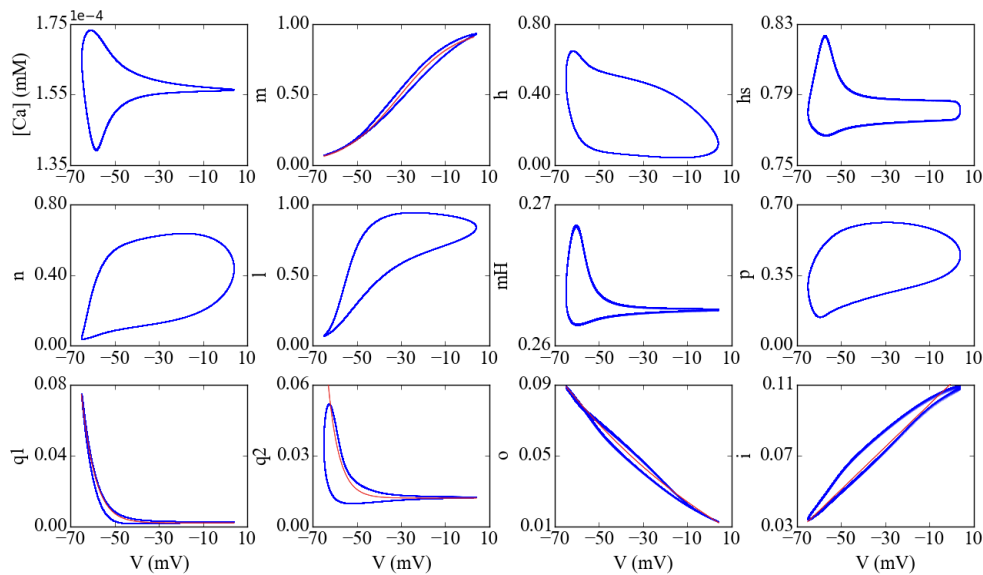 1e−4
1.75
1.55
1.35
[Ca] (mM)
−70 −50 −30 −10 10
1.00
0.50
0.00
m
−70 −50 −30 −10 10
0.80
0.40
0.00
h
−70 −50 −30 −10 10
0.83
0.79
0.75
hs
−70 −50 −30 −10 10
0.80
0.40
0.00
n
−70 −50 −30 −10 10
1.00
0.50
0.00
l
−70 −50 −30 −10 10
0.27
0.26
mH
−70 −50 −30 −10 10
0.70
0.35
0.00
p
−70 −50 −30 −10 10
0.08
0.04
0.00
q1
−70 −50 −30 −10 10
V (mV)
0.06
0.03
0.00
q2
−70 −50 −30 −10 10
V (mV)
0.09
0.05
0.01
o
−70 −50 −30 −10 10
V (mV)
0.11
0.07
0.03
i
−70 −50 −30 −10 10
V (mV)